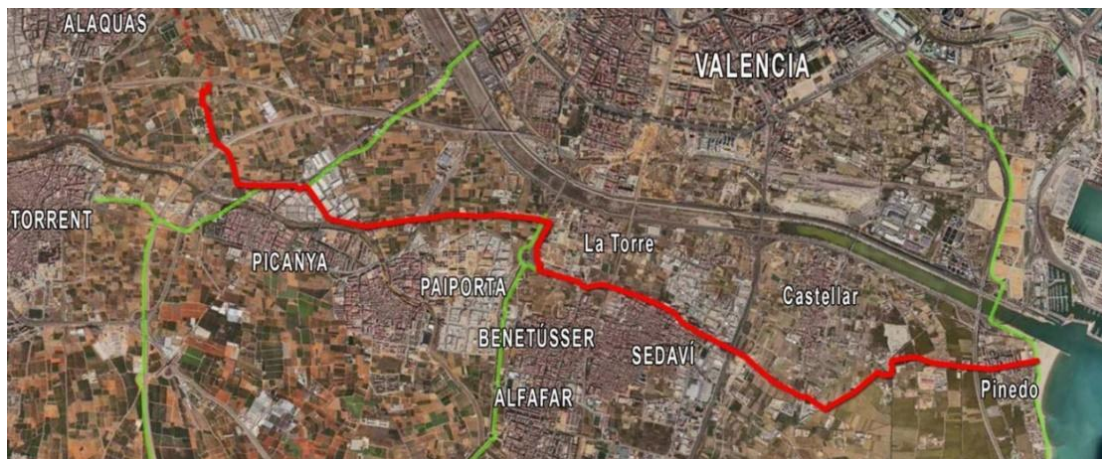 ALAQUAS
VALENCIA
TORRENT
PICANYA
La Torre
PAIPORTA
Castellar
BENETÚSSER
SEDAVÍ
ALFAFAR
Pinedo